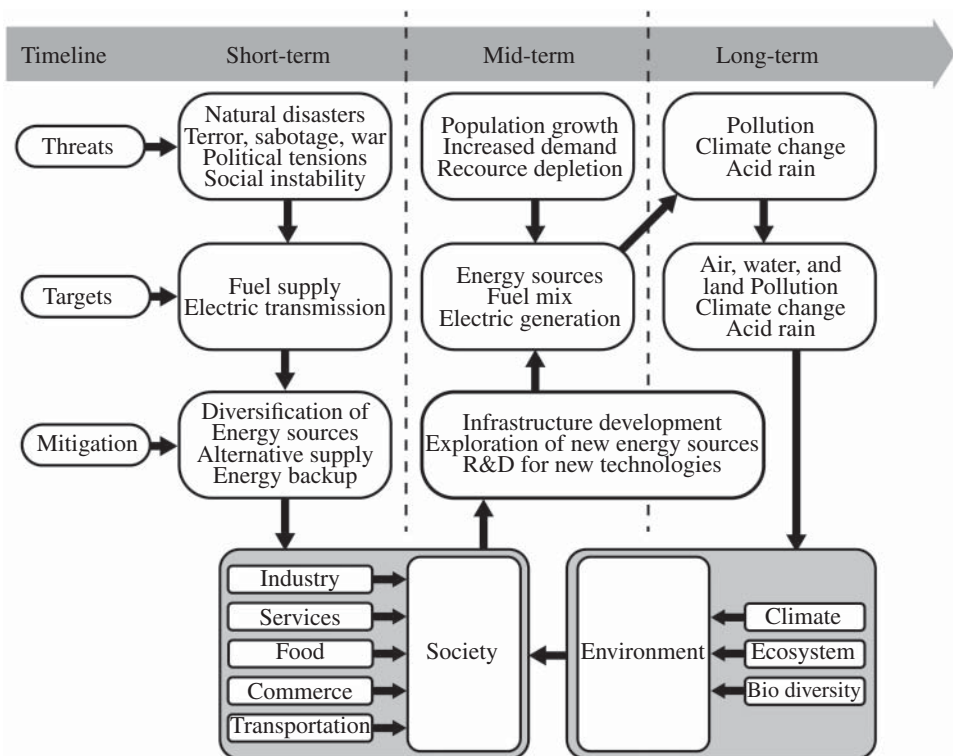 Timeline
Short-term
Mid-term
Long-term
Threats
Natural disasters
Terror, sabotage, war
Political tensions
Social instability
Population growth
Increased demand
Recource depletion
Pollution
Climate change
Acid rain
Targets
Fuel supply
Electric transmission
Energy sources
Fuel mix
Electric generation
Air, water, and
land Pollution
Climate change
Acid rain
Mitigation
Diversification of
Energy sources
Alternative supply
Energy backup
Infrastructure development
Exploration of new energy sources
R&D for new technologies
Industry
Services
Food
Commerce
Transportation
Society
Environment
Climate
Ecosystem
Bio diversity